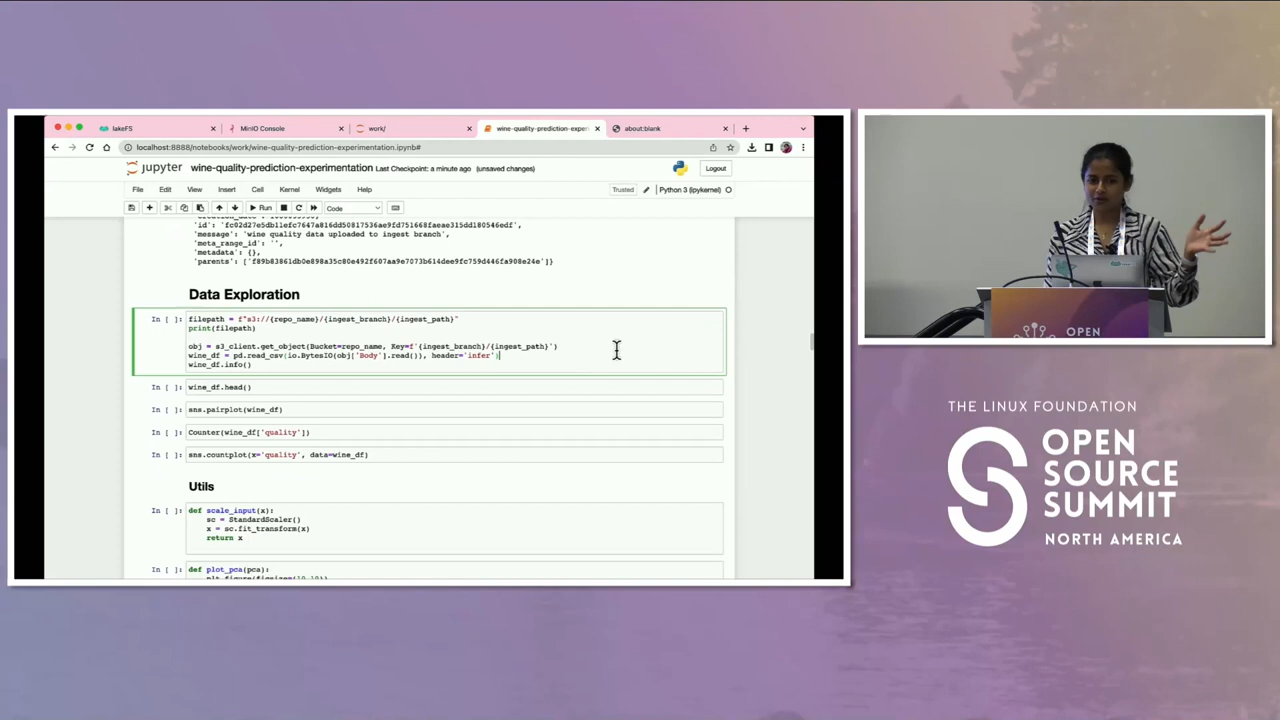 lakeFS
MinIO Console
work/
wine-quality-prediction-exper
about:blank
localhost:8888/notebooks/work/wine-quality-prediction-experimentation.ipynb#
jupyter wine-quality-prediction-experimentation Last Checkpoint: a minute ago (unsaved changes)
Logout
File Edit View Insert Cell Kernel Widgets Help
Trusted
Python 3 (ipykernel)
Run
Code
'message': 'wine quality data uploaded to ingest branch',
'meta_range_id': '',
'metadata': {},
Data Exploration
In [ ]: filepath = f"s3://{repo_name}/{ingest_branch}/{ingest_path}"
print(filepath)
obj = s3_client.get_object(Bucket=repo_name, Key=f'{ingest_branch}/{ingest_path}')
wine_df = pd.read_csv(io.BytesIO(obj['Body'].read()), header='infer')
wine_df.info()
In [ ]: wine_df.head()
In [ ]: sns.pairplot(wine_df)
In [ ]: Counter(wine_df['quality'])
In [ ]: sns.countplot(x='quality', data=wine_df)
Utils
In [ ]: def scale_input(x):
sc = StandardScaler()
x = sc.fit_transform(x)
return x
In [ ]: def plot_pca(pca):
plt.figure(figsize=(10,10))
OPEN
THE LINUX FOUNDATION
OPEN
SOURCE
SUMMIT
NORTH AMERICA